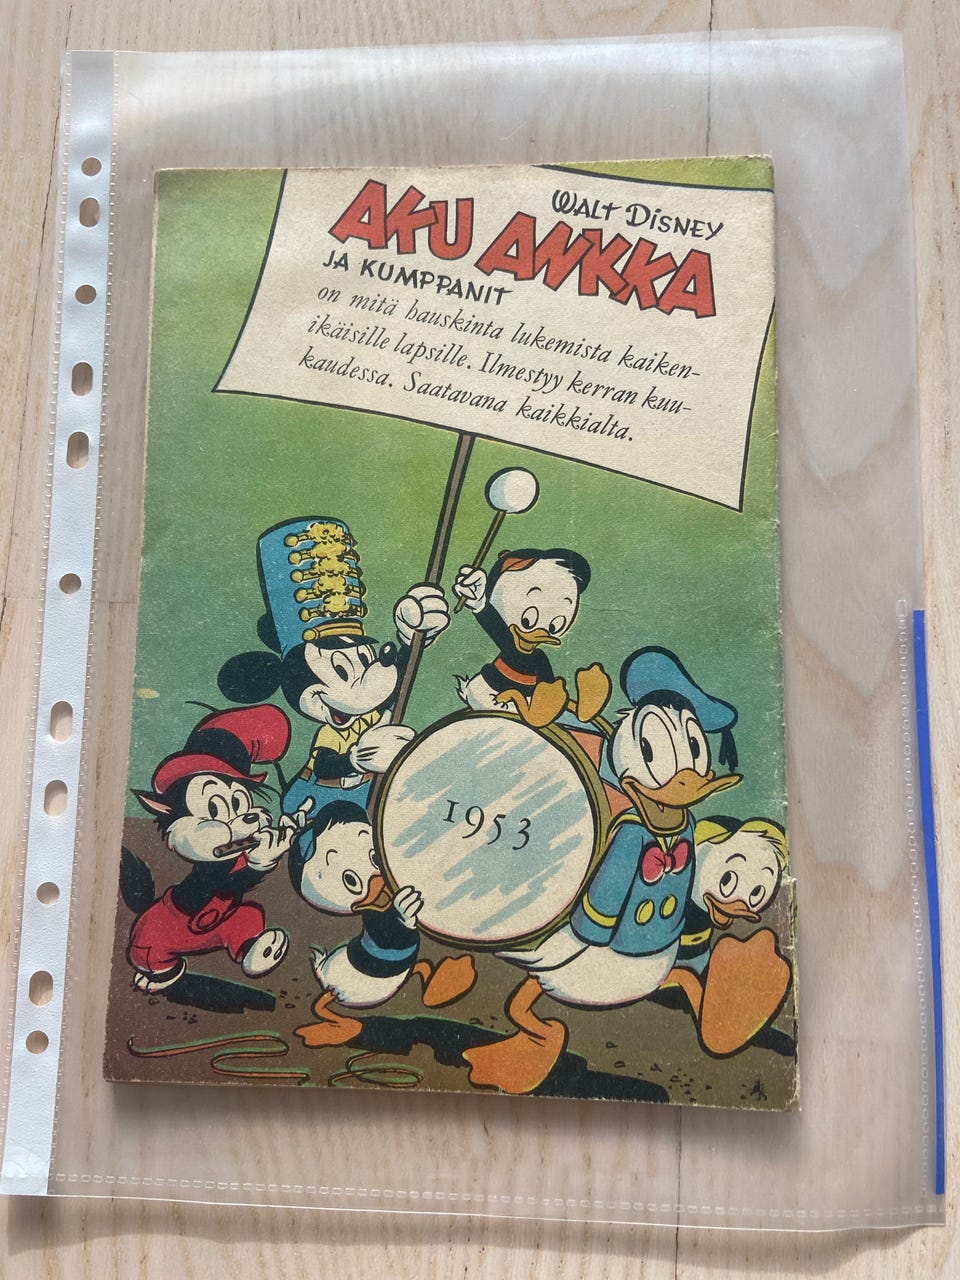 WALT DISNEY
AKU ANKKA
JA KUMPPANIT
on mitä hauskinta lukemista kaiken-
ikäisille lapsille. Ilmestyy kerran kuu-
kaudessa. Saatavana kaikkialta.
1953